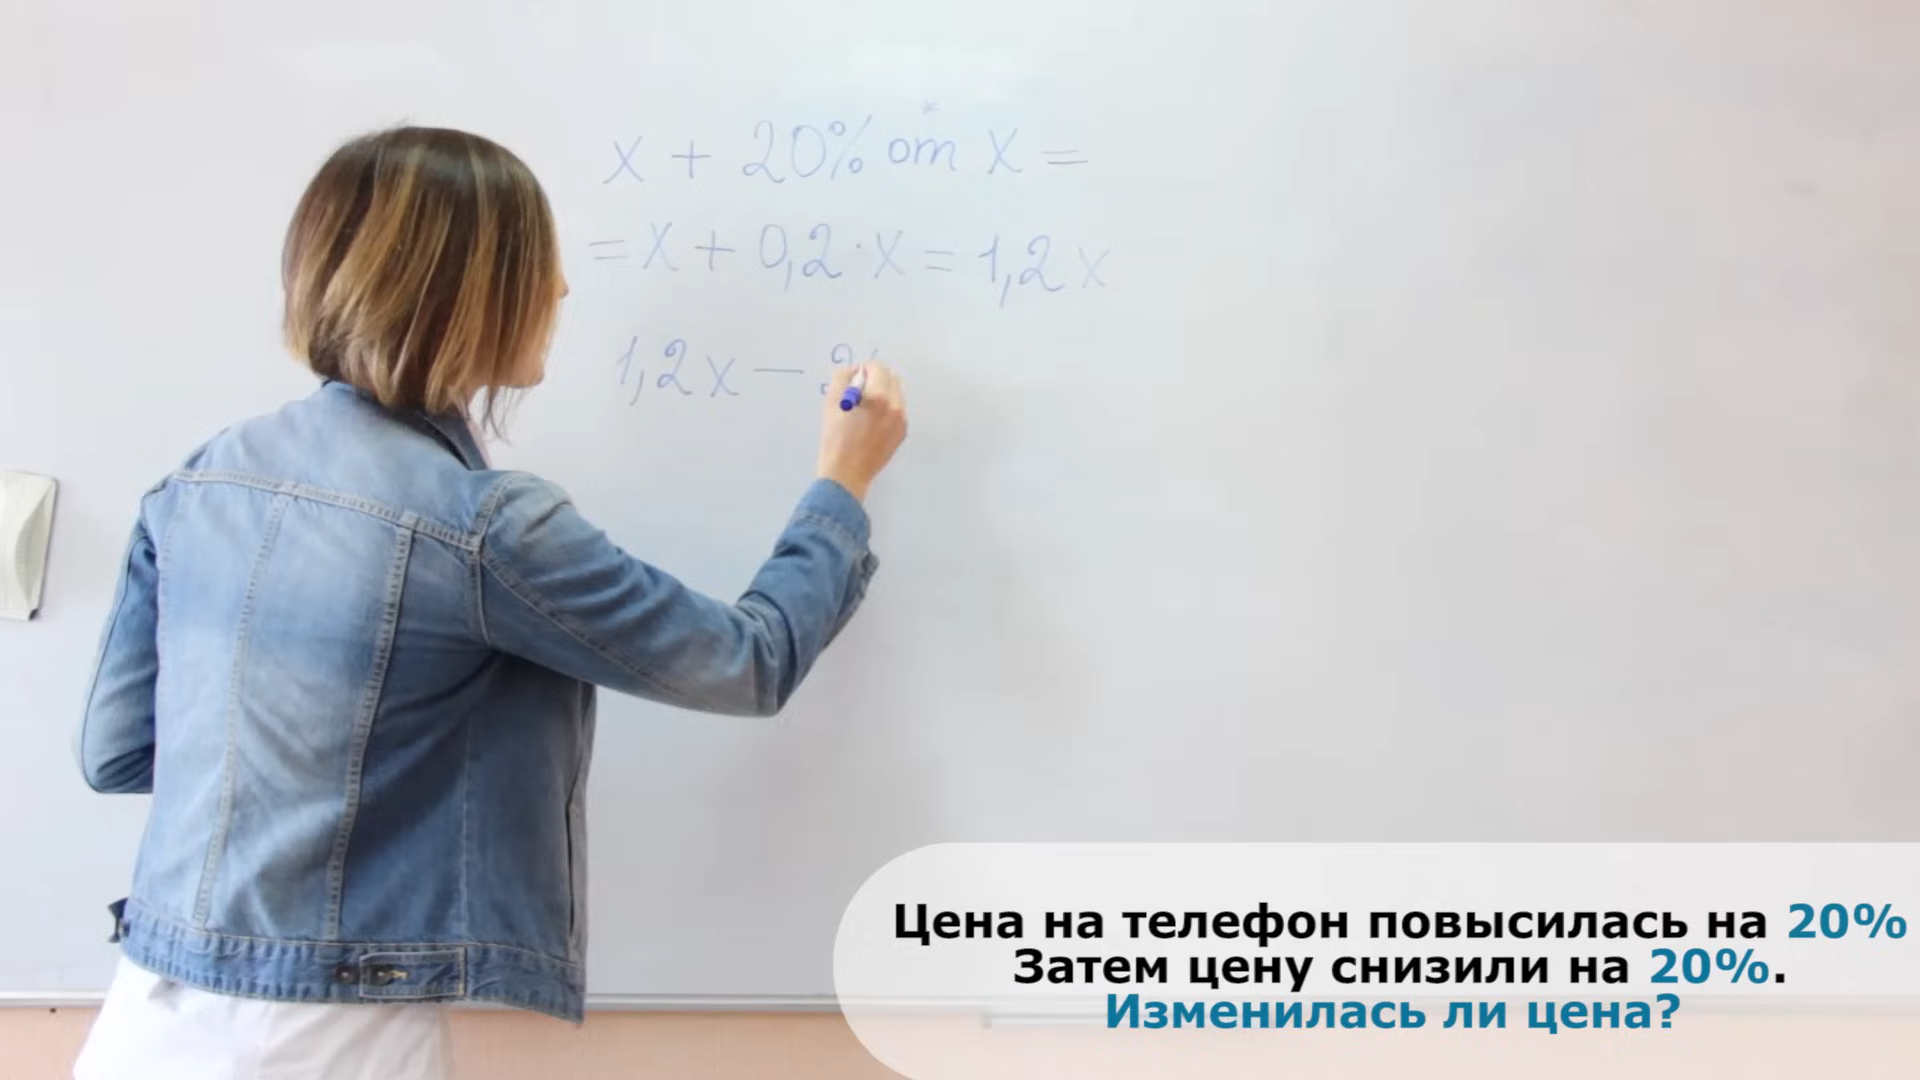 x + 20% от x =
= x + 0,2 · x = 1,2 x
1,2 x –
Цена на телефон повысилась на 20%
Затем цену снизили на 20%.
Изменилась ли цена?